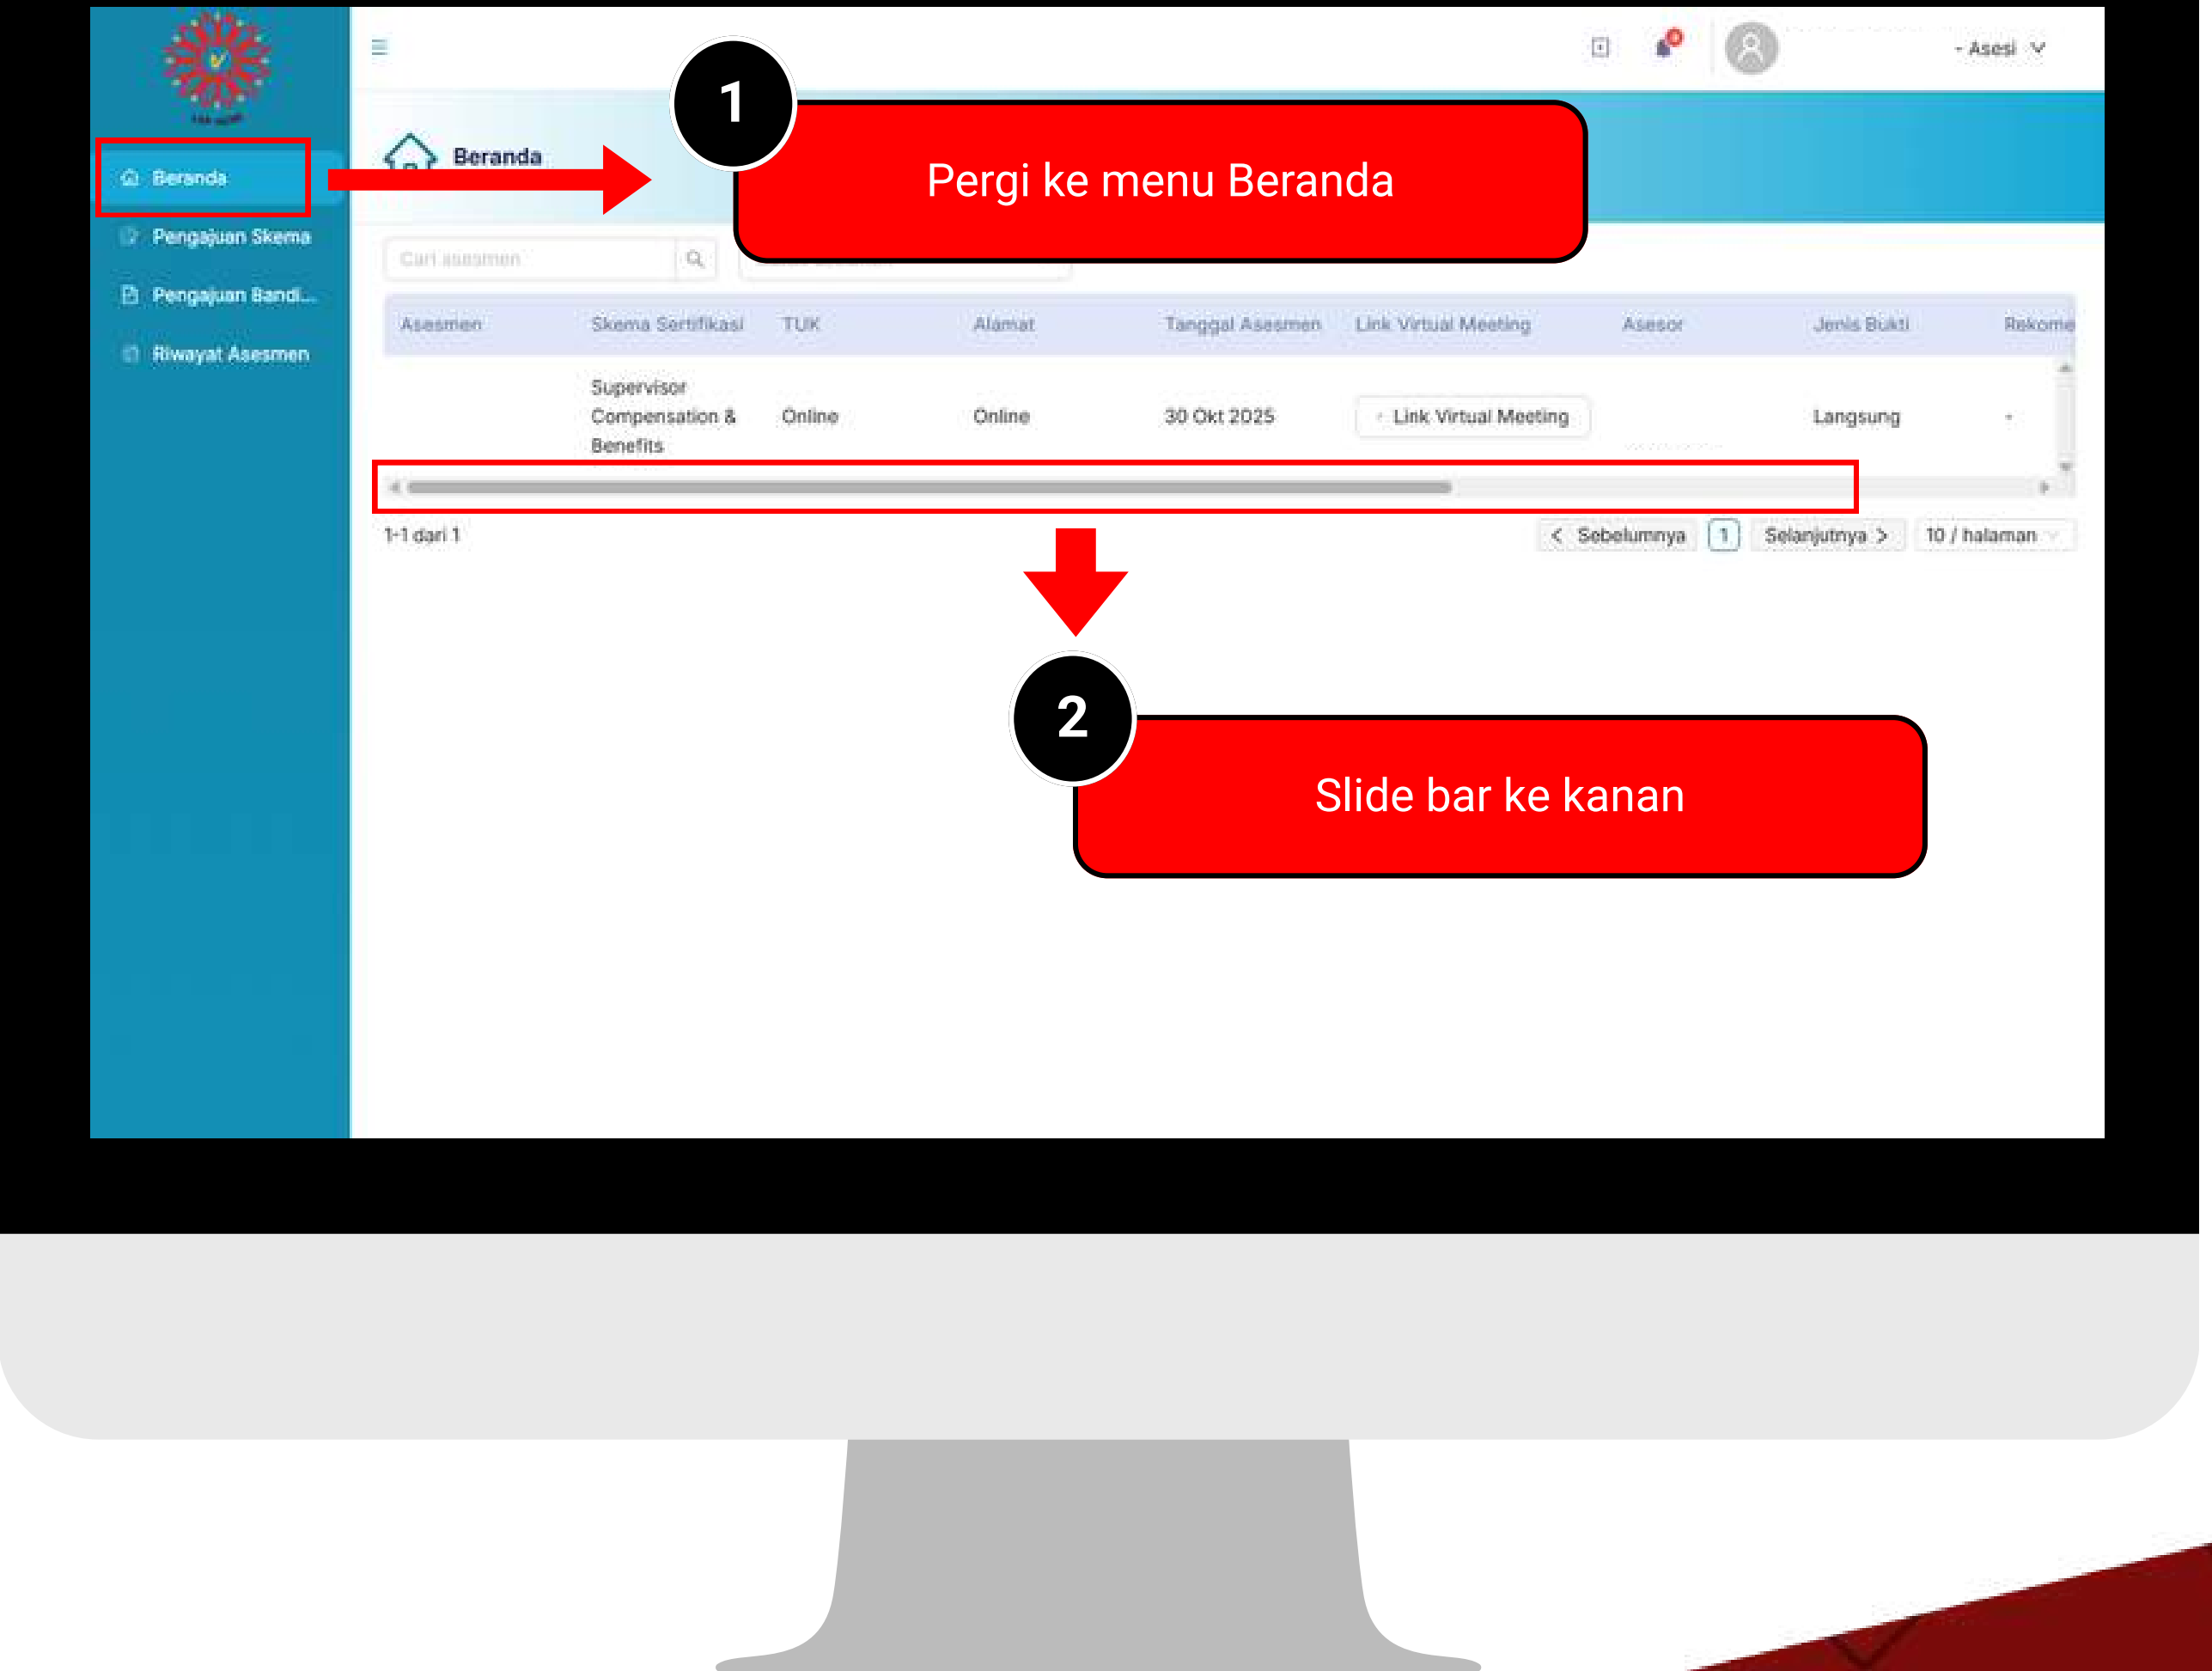 - Asesi
1
Beranda
Pergi ke menu Beranda
Beranda
Pengajuan Skema
Pengajuan Bandi...
Riwayat Asesmen
Cari asesmen
Asesmen Skema Sertifikasi TUK Alamat Tanggal Asesmen Link Virtual Meeting Asesor Jenis Bukti Rekome
Supervisor
Compensation & Online Online 30 Okt 2025 Link Virtual Meeting Langsung -
Benefits
1-1 dari 1
< Sebelumnya 1 Selanjutnya > 10 / halaman
2
Slide bar ke kanan